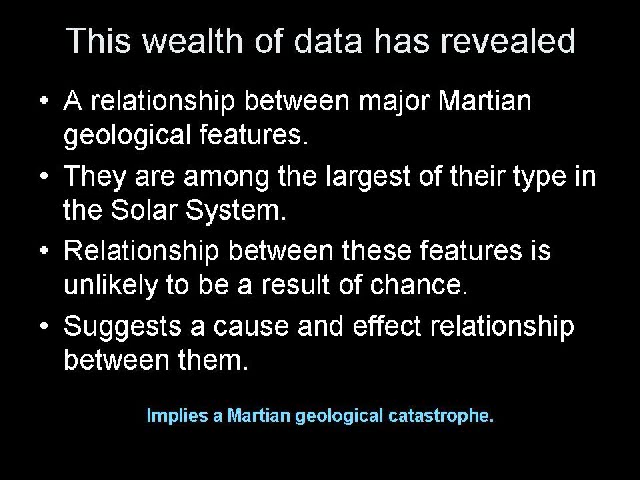 This wealth of data has revealed
• A relationship between major Martian
geological features.
• They are among the largest of their type in
the Solar System.
• Relationship between these features is
unlikely to be a result of chance.
• Suggests a cause and effect relationship
between them.
Implies a Martian geological catastrophe.